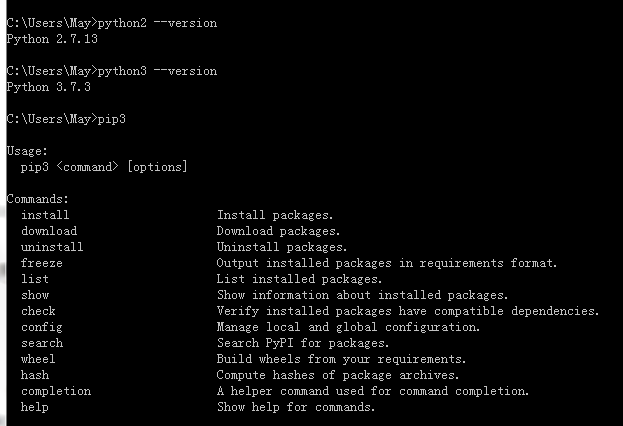 C:\Users\May>python2 --version
Python 2.7.13
C:\Users\May>python3 --version
Python 3.7.3
C:\Users\May>pip3
Usage:
  pip3 <command> [options]
Commands:
  install                     Install packages.
  download                    Download packages.
  uninstall                   Uninstall packages.
  freeze                      Output installed packages in requirements format.
  list                        List installed packages.
  show                        Show information about installed packages.
  check                       Verify installed packages have compatible dependencies.
  config                      Manage local and global configuration.
  search                      Search PyPI for packages.
  wheel                       Build wheels from your requirements.
  hash                        Compute hashes of package archives.
  completion                  A helper command used for command completion.
  help                        Show help for commands.